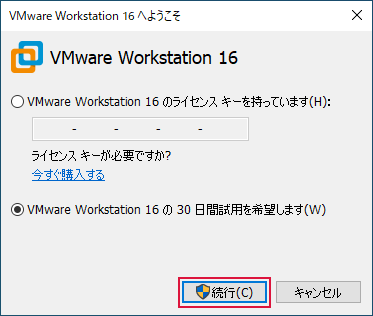 VMware Workstation 16 へようこそ
VMware Workstation 16
VMware Workstation 16 のライセンス キーを持っています(H):
- - - -
ライセンス キーが必要ですか?
今すぐ購入する
VMware Workstation 16 の 30 日間試用を希望します(W)
続行(C)
キャンセル